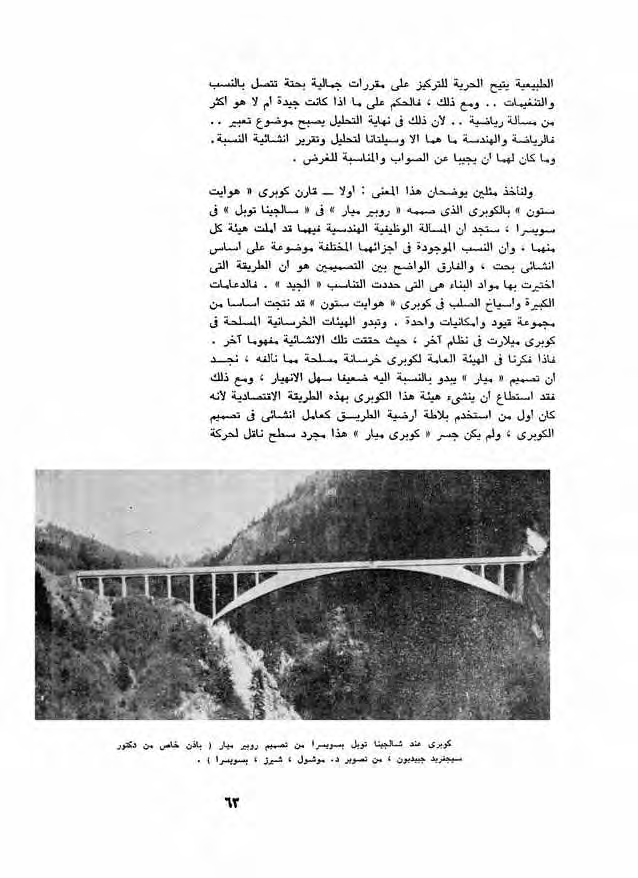 الطبيعية الحرية يتيح للتركيز على مقررات جمالية بحتة تتصل بالنسب
والتنغيمات . . ومع ذلك ، فالحكم على ما اذا كانت جيدة أم لا هو أكثر
من مسألة رياضية . . لأن ذلك في نهاية التحليل يصبح موضوع تعبير . .
فالرياضة والهندسة ما هما الا وسيلتانا لتحليل وتقرير الانشائية النسبية .
وما كان لهما أن يجيبا عن الصواب والمناسبة للغرض .
ولنأخذ مثلين يوضحان هذا المعنى : أولا — قارن كوبرى « هوايت
ستون » بالكوبرى الذى صممه « روبير ميار » فى « سالجينا توبل » فى
سويسرا ، ستجد أن المسألة الوظيفية الهندسية فيهما قد أملت هيئة كل
منهما ، وان النسب الموجودة فى أجزائهما المختلفة موضوعة على أساس
انشائى بحت ، والفارق الواضح بين التصميمين هو أن الطريقة التى
اختيرت بها مواد البناء هى التى حددت التناسب « الجيد » . فالدعامات
الكبيرة وأسياخ الصلب فى كوبرى « هوايت ستون » قد نتجت أساسا من
مجموعة قيود وامكانيات واحدة . وتبدو الهيئات الخرسانية المسلحة فى
كوبرى ميار من نظام آخر ، حيث حققت تلك الانشائية مفهوما آخر .
فاذا فكرنا فى الهيئة العامة لكوبرى خرسانة مسلحة مما نألفه ، نجد
أن تصميم « ميار » يبدو بالنسبة اليه ضعيفا سهل الانهيار ، ومع ذلك
فقد استطاع أن ينشىء هيئة هذا الكوبرى بهذه الطريقة الاقتصادية لأنه
كان أول من استخدم بلاطة أرضية الطريق كعامل انشائى فى تصميم
الكوبرى ، ولم يكن جسر « كوبرى ميار » هذا مجرد سطح ناقل لحركة
كوبرى عند شالجينا توبل بسويسرا من تصميم روبير ميار ( باذن خاص من دكتور
سيجفريد جييديون ، من تصوير د. موشول ، شيرز ، بسويسرا ) .
٦٣